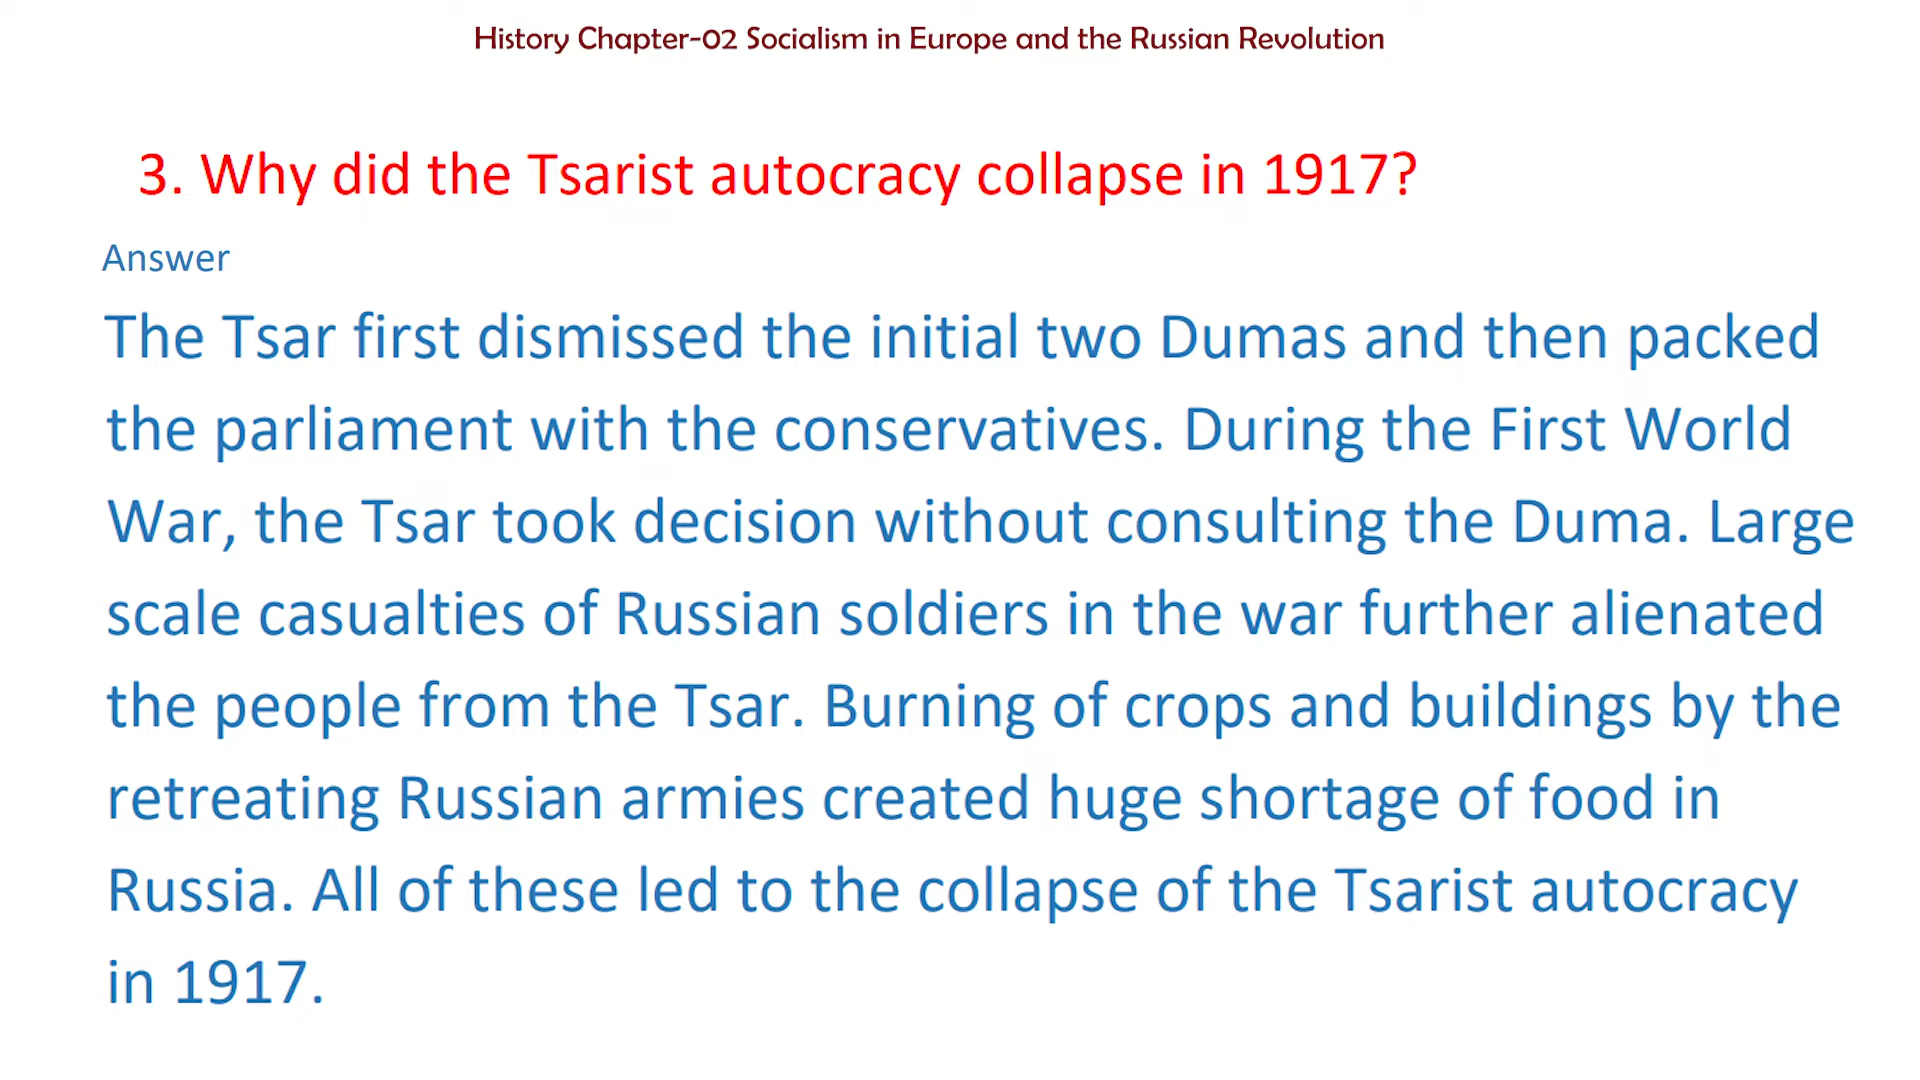 History Chapter-02 Socialism in Europe and the Russian Revolution
3. Why did the Tsarist autocracy collapse in 1917?
Answer
The Tsar first dismissed the initial two Dumas and then packed
the parliament with the conservatives. During the First World
War, the Tsar took decision without consulting the Duma. Large
scale casualties of Russian soldiers in the war further alienated
the people from the Tsar. Burning of crops and buildings by the
retreating Russian armies created huge shortage of food in
Russia. All of these led to the collapse of the Tsarist autocracy
in 1917.